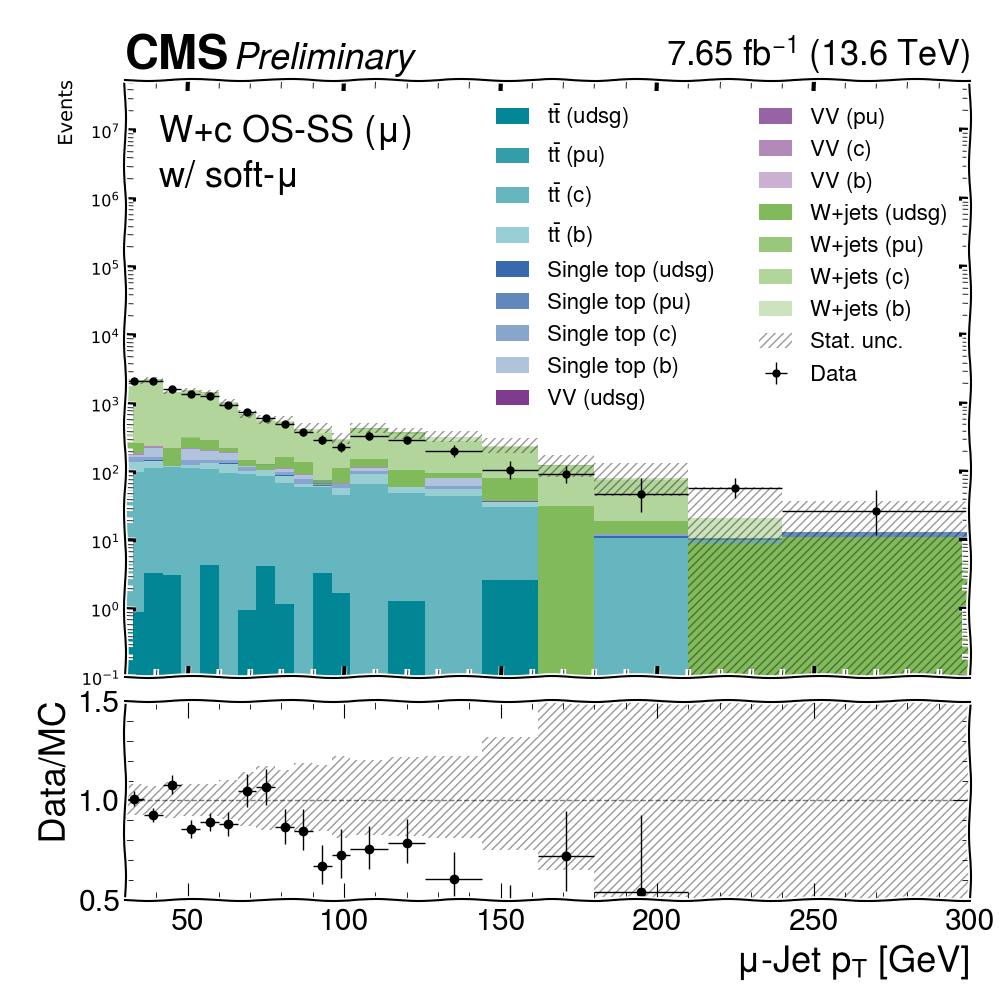 CMS Preliminary
7.65 fb⁻¹ (13.6 TeV)
Events
W+c OS-SS (μ)
w/ soft-μ
tt̄ (udsg)
tt̄ (pu)
tt̄ (c)
tt̄ (b)
Single top (udsg)
Single top (pu)
Single top (c)
Single top (b)
VV (udsg)
VV (pu)
VV (c)
VV (b)
W+jets (udsg)
W+jets (pu)
W+jets (c)
W+jets (b)
Stat. unc.
Data
10⁷
10⁶
10⁵
10⁴
10³
10²
10¹
10⁰
10⁻¹
Data/MC
1.5
1.0
0.5
50
100
150
200
250
300
μ-Jet p_T [GeV]